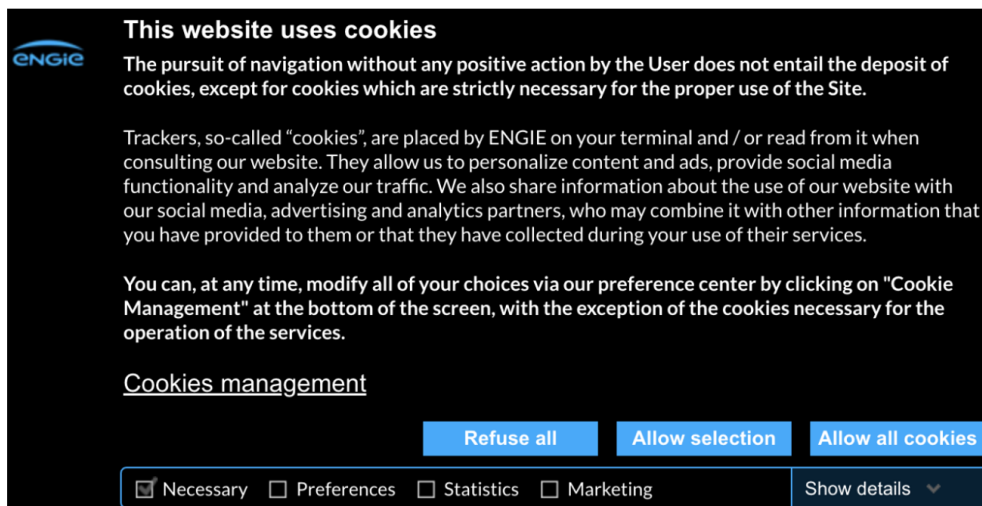 This website uses cookies
ENGIE
The pursuit of navigation without any positive action by the User does not entail the deposit of
cookies, except for cookies which are strictly necessary for the proper use of the Site.
Trackers, so-called “cookies”, are placed by ENGIE on your terminal and / or read from it when
consulting our website. They allow us to personalize content and ads, provide social media
functionality and analyze our traffic. We also share information about the use of our website with
our social media, advertising and analytics partners, who may combine it with other information that
you have provided to them or that they have collected during your use of their services.
You can, at any time, modify all of your choices via our preference center by clicking on "Cookie
Management" at the bottom of the screen, with the exception of the cookies necessary for the
operation of the services.
Cookies management
Refuse all Allow selection Allow all cookies
Necessary Preferences Statistics Marketing Show details